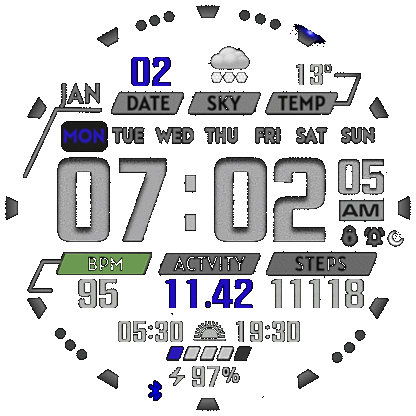 02 13°
JAN DATE SKY TEMP
MON TUE WED THU FRI SAT SUN
07:02 05
AM
BPM ACTVITY STEPS
95 11.42 11118
05:30 19:30
97%